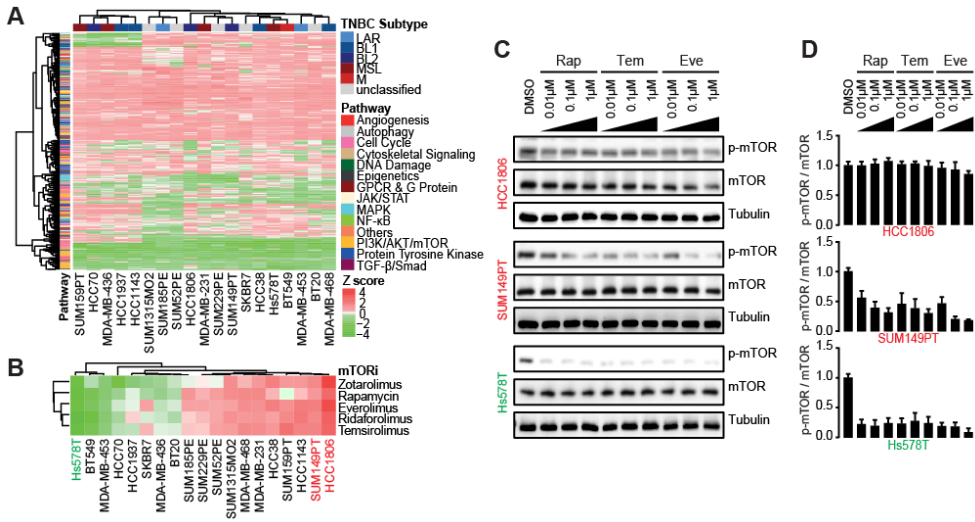 A
TNBC Subtype
LAR
BL1
BL2
MSL
M
unclassified
Pathway
Angiogenesis
Autophagy
Cell Cycle
Cytoskeletal Signaling
DNA Damage
Epigenetics
GPCR & G Protein
JAK/STAT
MAPK
NF-κB
Others
PI3K/AKT/mTOR
Protein Tyrosine Kinase
TGF-β/Smad
Z score
4
2
0
−2
−4
Pathway
SUM159PT
HCC70
MDA-MB-436
HCC1937
HCC1143
SUM1315MO2
SUM185PE
SUM52PE
HCC1806
MDA-MB-231
SUM229PE
SUM149PT
SKBR7
HCC38
Hs578T
BT549
MDA-MB-453
BT20
MDA-MB-468
B
mTORi
Zotarolimus
Rapamycin
Everolimus
Ridaforolimus
Temsirolimus
Hs578T
BT549
MDA-MB-453
HCC70
HCC1937
SKBR7
MDA-MB-436
BT20
SUM185PE
SUM229PE
SUM52PE
SUM1315MO2
MDA-MB-468
MDA-MB-231
HCC38
SUM159PT
HCC1143
SUM149PT
HCC1806
C
Rap Tem Eve
DMSO 0.01µM 0.1µM 1µM 0.01µM 0.1µM 1µM 0.01µM 0.1µM 1µM
HCC1806
p-mTOR
mTOR
Tubulin
SUM149PT
p-mTOR
mTOR
Tubulin
Hs578T
p-mTOR
mTOR
Tubulin
D
Rap Tem Eve
DMSO 0.01µM 0.1µM 1µM 0.01µM 0.1µM 1µM 0.01µM 0.1µM 1µM
p-mTOR / mTOR
1.5
1.0
0.5
0.0
HCC1806
p-mTOR / mTOR
1.5
1.0
0.5
0.0
SUM149PT
p-mTOR / mTOR
1.5
1.0
0.5
0.0
Hs578T